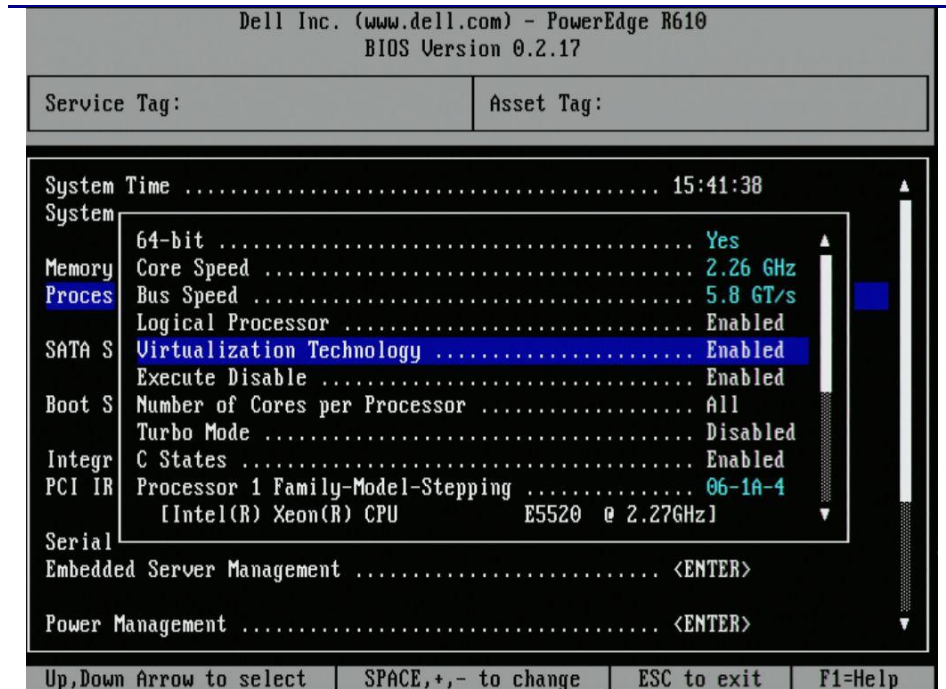 Dell Inc. (www.dell.com) - PowerEdge R610
BIOS Version 0.2.17
Service Tag:
Asset Tag:
System Time ......................................... 15:41:38
System
64-bit ......................................... Yes
Memory
Core Speed ..................................... 2.26 GHz
Proces
Bus Speed ...................................... 5.8 GT/s
Logical Processor .............................. Enabled
SATA S
Virtualization Technology ...................... Enabled
Execute Disable ................................ Enabled
Boot S
Number of Cores per Processor .................. All
Turbo Mode ..................................... Disabled
Integr
C States ....................................... Enabled
PCI IR
Processor 1 Family-Model-Stepping .............. 06-1A-4
[Intel(R) Xeon(R) CPU E5520 @ 2.27GHz]
Serial
Embedded Server Management ........................... <ENTER>
Power Management ..................................... <ENTER>
Up,Down Arrow to select
SPACE,+,- to change
ESC to exit
F1=Help